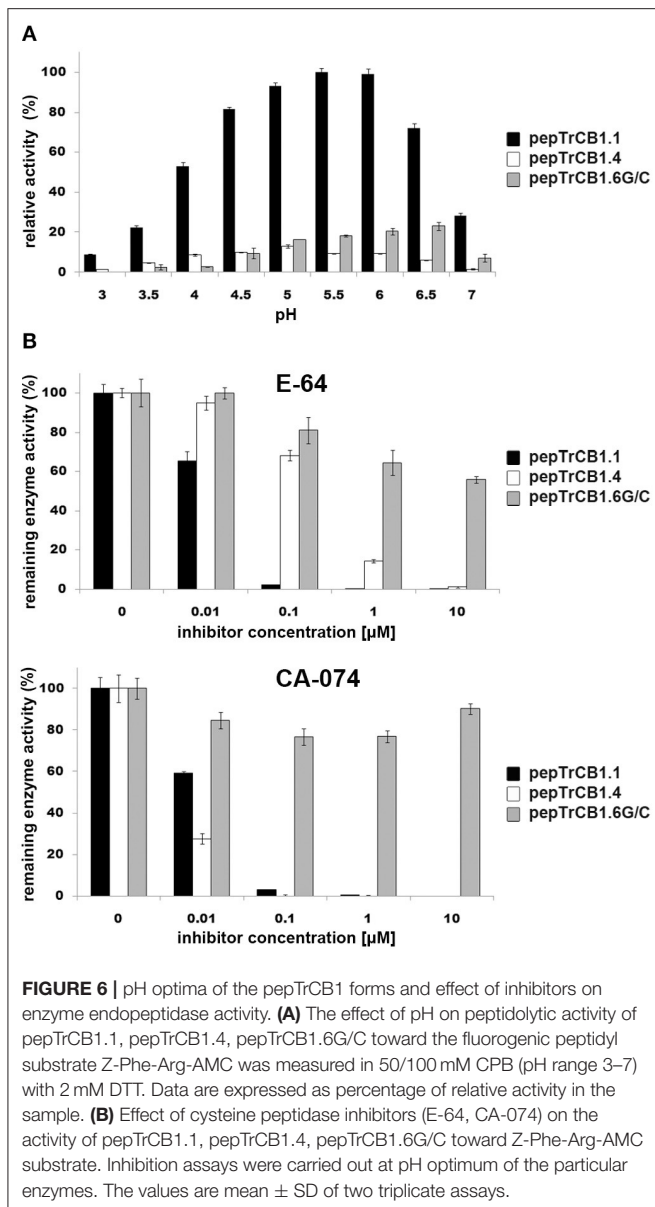 A
relative activity (%)
100
80
60
40
20
0
3 3.5 4 4.5 5 5.5 6 6.5 7
pH
pepTrCB1.1
pepTrCB1.4
pepTrCB1.6G/C
B
E-64
remaining enzyme activity (%)
100
80
60
40
20
0
0 0.01 0.1 1 10
inhibitor concentration [µM]
pepTrCB1.1
pepTrCB1.4
pepTrCB1.6G/C
CA-074
remaining enzyme activity (%)
100
80
60
40
20
0
0 0.01 0.1 1 10
inhibitor concentration [µM]
pepTrCB1.1
pepTrCB1.4
pepTrCB1.6G/C
FIGURE 6 | pH optima of the pepTrCB1 forms and effect of inhibitors on
enzyme endopeptidase activity. (A) The effect of pH on peptidolytic activity of
pepTrCB1.1, pepTrCB1.4, pepTrCB1.6G/C toward the fluorogenic peptidyl
substrate Z-Phe-Arg-AMC was measured in 50/100 mM CPB (pH range 3–7)
with 2 mM DTT. Data are expressed as percentage of relative activity in the
sample. (B) Effect of cysteine peptidase inhibitors (E-64, CA-074) on the
activity of pepTrCB1.1, pepTrCB1.4, pepTrCB1.6G/C toward Z-Phe-Arg-AMC
substrate. Inhibition assays were carried out at pH optimum of the particular
enzymes. The values are mean ± SD of two triplicate assays.